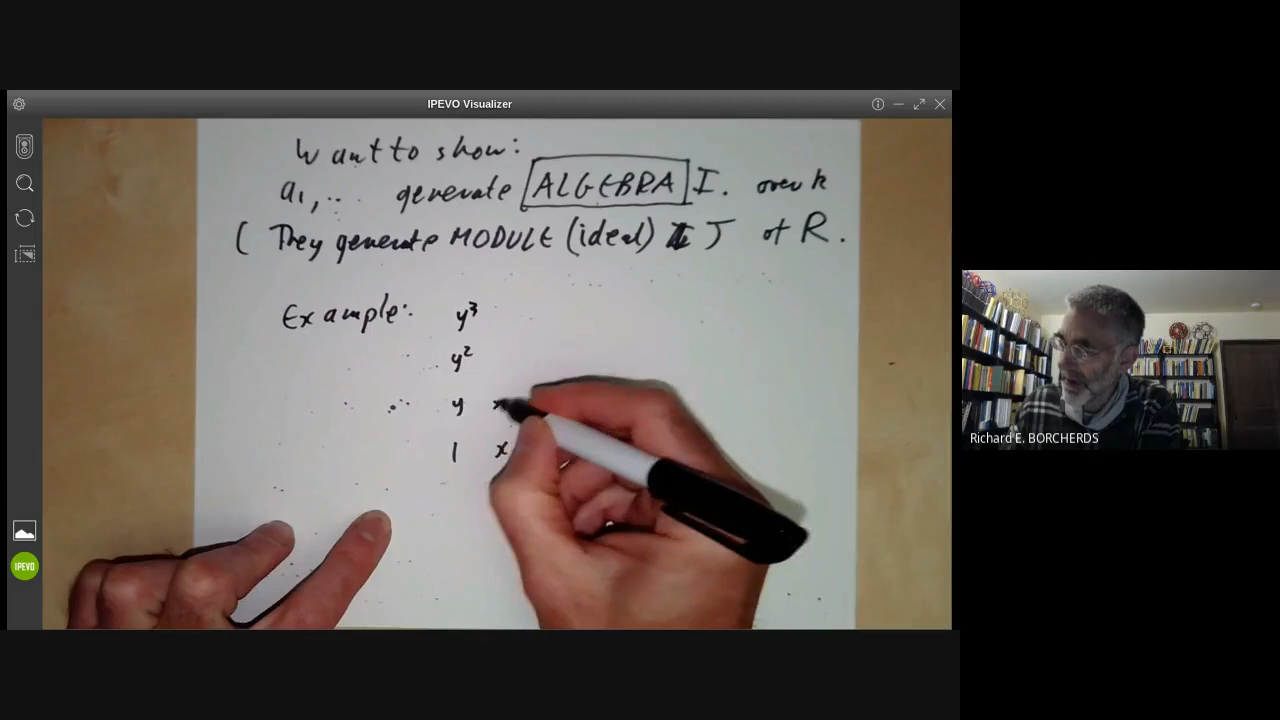 IPEVO Visualizer
Want to show:
a1,... generate ALGEBRA I. over k
( They generate MODULE (ideal) J of R.
Example: y³
y²
y x
1 x
Richard E. BORCHERDS
IPEVO